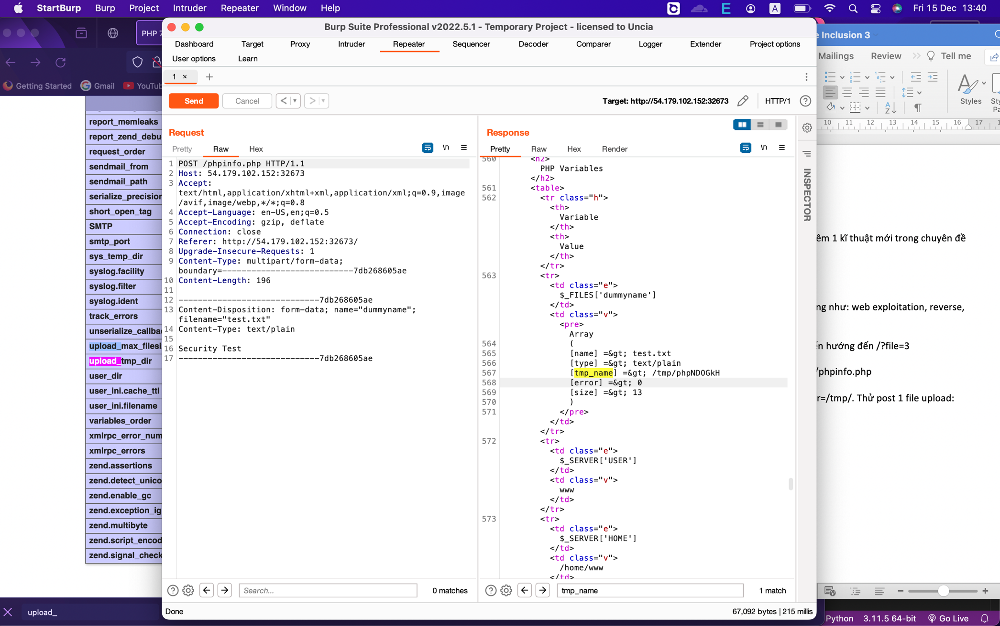 StartBurp Burp Project Intruder Repeater Window Help
E A Fri 15 Dec 13:40
PHP 7
Getting Started Gmail
report_memleaks
request_order
sendmail_from
sendmail_path
short_open_tag
SMTP
smtp_port
sys_temp_dir
syslog.facility
syslog.filter
syslog.ident
track_errors
upload_tmp_dir
user_dir
user_ini.cache_ttl
user_ini.filename
variables_order
xmlrpc_errors
zend.assertions
zend.enable_gc
zend.multibyte
upload_
Burp Suite Professional v2022.5.1 - Temporary Project - licensed to Uncia
Dashboard Target Proxy Intruder Repeater Sequencer Decoder Comparer Logger Extender Project options
User options Learn
1 × +
Send Cancel < >
Target: http://54.179.102.152:32673 HTTP/1 ?
Request
Pretty Raw Hex \n
1 POST /phpinfo.php HTTP/1.1
2 Host: 54.179.102.152:32673
3 Accept:
text/html,application/xhtml+xml,application/xml;q=0.9,image
/avif,image/webp,*/*;q=0.8
4 Accept-Language: en-US,en;q=0.5
5 Accept-Encoding: gzip, deflate
6 Connection: close
7 Referer: http://54.179.102.152:32673/
8 Upgrade-Insecure-Requests: 1
9 Content-Type: multipart/form-data;
boundary=---------------------------7db268605ae
10 Content-Length: 196
11
12 -----------------------------7db268605ae
13 Content-Disposition: form-data; name="dummyname";
filename="test.txt"
14 Content-Type: text/plain
15
16 Security Test
17 -----------------------------7db268605ae
Search... 0 matches
Response
Pretty Raw Hex Render \n
560 <h2>
PHP Variables
</h2>
561 <table>
562 <tr class="h">
<th>
Variable
</th>
<th>
Value
</th>
</tr>
563 <tr>
<td class="e">
$_FILES['dummyname']
</td>
<td class="v">
<pre>
Array
564 (
565 [name] =&gt; test.txt
566 [type] =&gt; text/plain
567 [tmp_name] =&gt; /tmp/phpNDOGkH
568 [error] =&gt; 0
569 [size] =&gt; 13
570 )
571 </pre>
</td>
</tr>
572 <tr>
<td class="e">
$_SERVER['USER']
</td>
<td class="v">
www
</td>
</tr>
573 <tr>
<td class="e">
$_SERVER['HOME']
</td>
<td class="v">
/home/www
</td>
tmp_name 1 match
INSPECTOR
Done 67,092 bytes | 215 millis
e Inclusion 3
Mailings Review Tell me
Styles
10 11 12 13 14 15 16 17
êm 1 kĩ thuật mới trong chuyên đề
ng như: web exploitation, reverse,
hướng đến /?file=3
/phpinfo.php
r=/tmp/. Thử post 1 file upload:
Python 3.11.5 64-bit Go Live